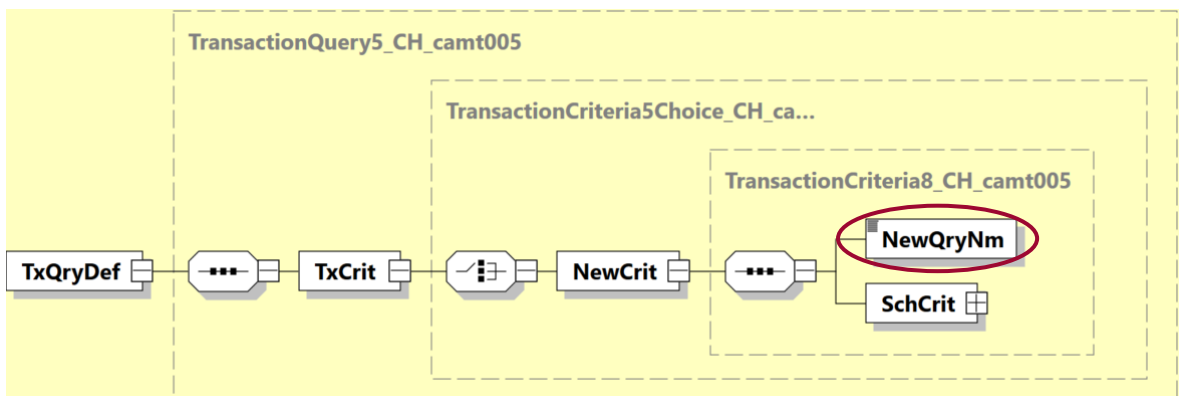 TransactionQuery5_CH_camt005
TransactionCriteria5Choice_CH_ca...
TransactionCriteria8_CH_camt005
TxQryDef
TxCrit
NewCrit
NewQryNm
SchCrit